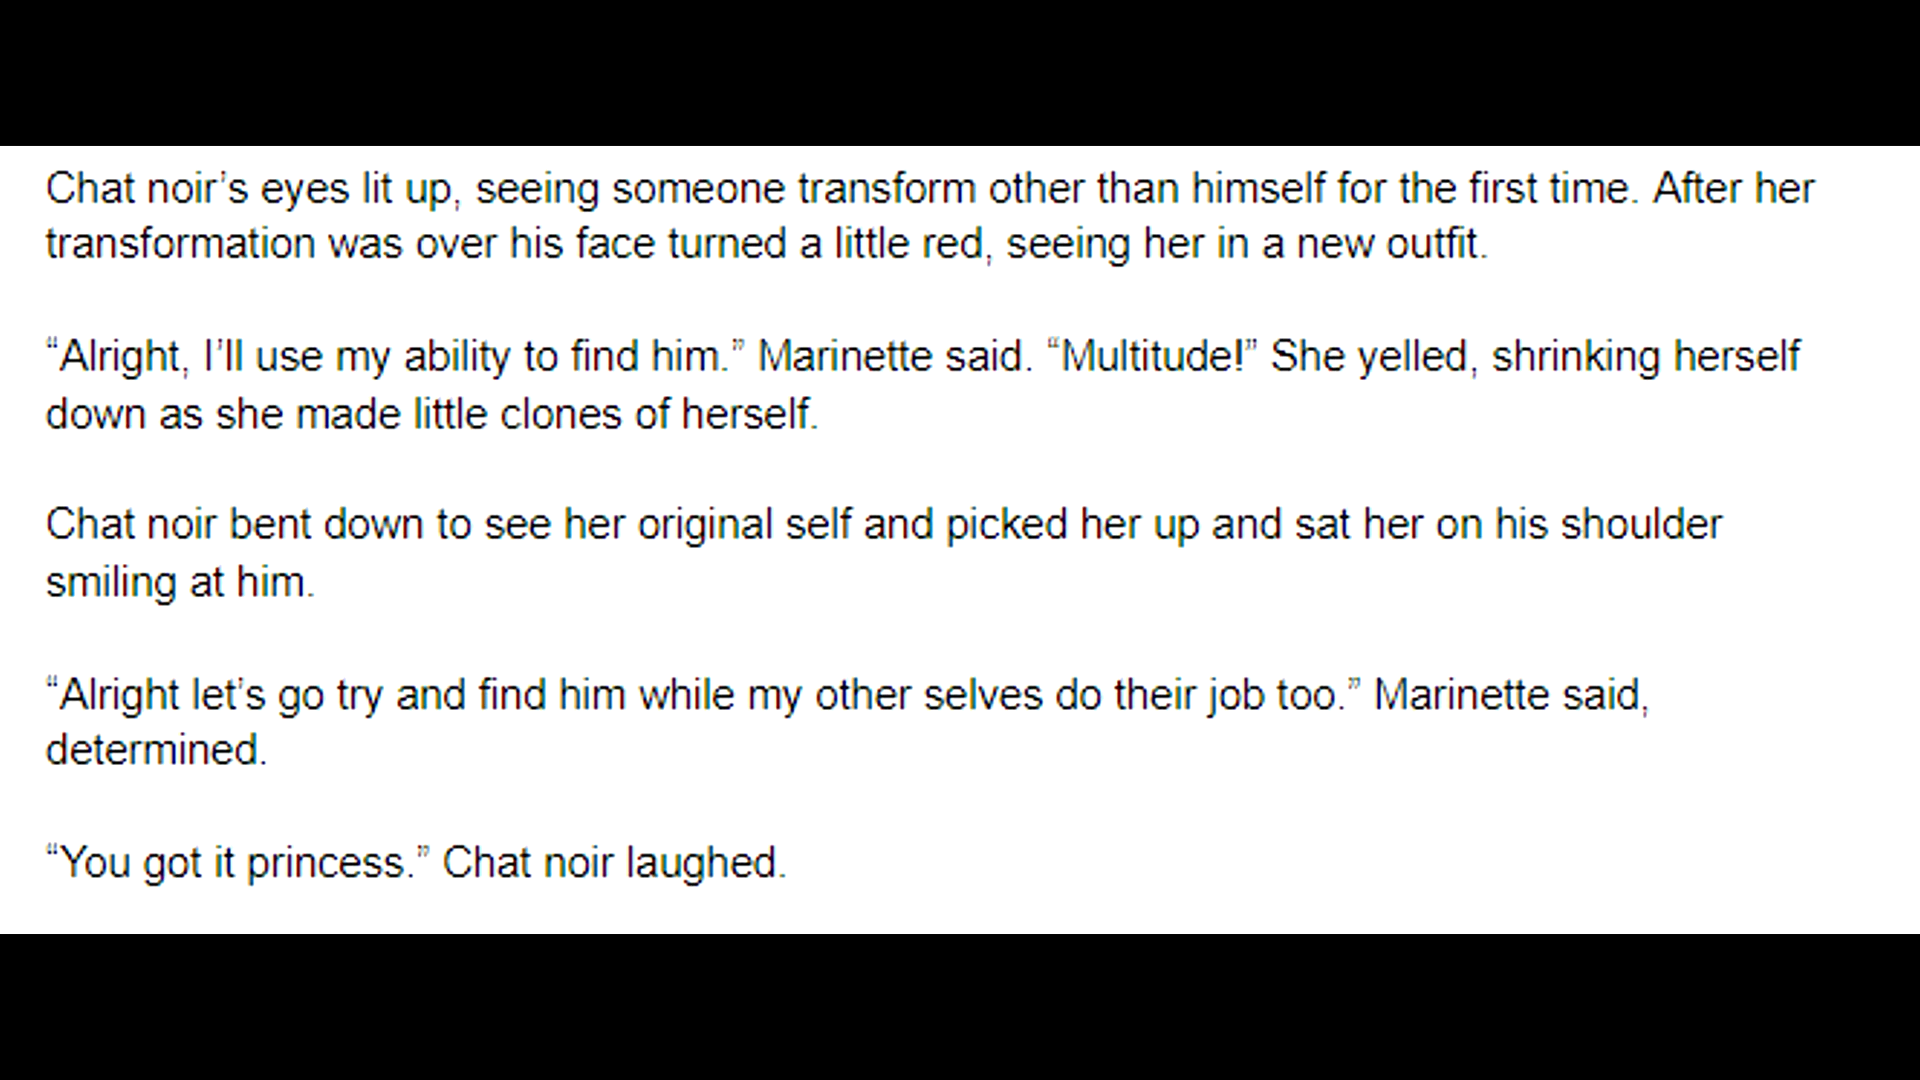 Chat noir’s eyes lit up, seeing someone transform other than himself for the first time. After her
transformation was over his face turned a little red, seeing her in a new outfit.
“Alright, I’ll use my ability to find him.” Marinette said. “Multitude!” She yelled, shrinking herself
down as she made little clones of herself.
Chat noir bent down to see her original self and picked her up and sat her on his shoulder
smiling at him.
“Alright let’s go try and find him while my other selves do their job too.” Marinette said,
determined.
“You got it princess.” Chat noir laughed.